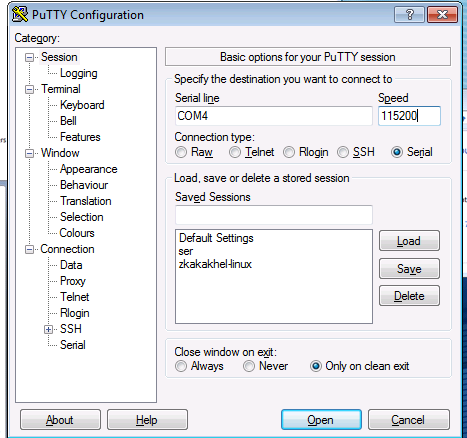 PuTTY Configuration
Category:
Session
Logging
Terminal
Keyboard
Bell
Features
Window
Appearance
Behaviour
Translation
Selection
Colours
Connection
Data
Proxy
Telnet
Rlogin
SSH
Serial
Basic options for your PuTTY session
Specify the destination you want to connect to
Serial line Speed
COM4 115200
Connection type:
Raw Telnet Rlogin SSH Serial
Load, save or delete a stored session
Saved Sessions
Default Settings
ser
zkakakhel-linux
Load
Save
Delete
Close window on exit:
Always Never Only on clean exit
About Help Open Cancel